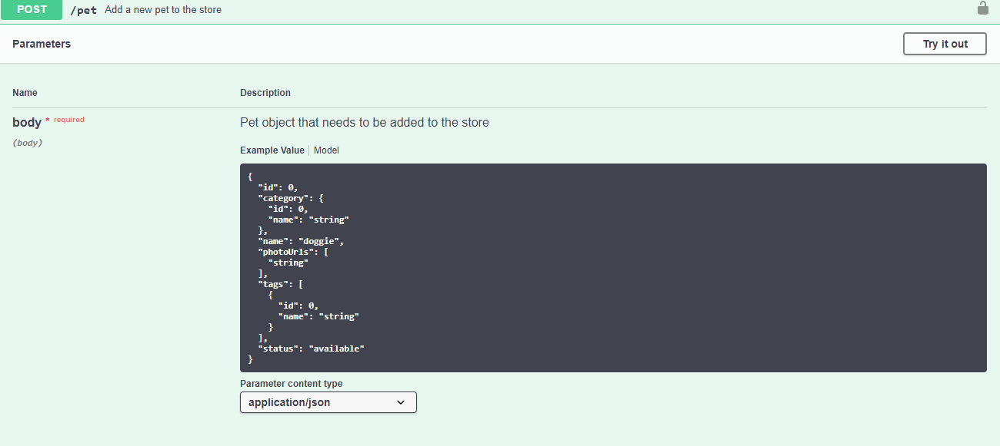 POST /pet Add a new pet to the store
Parameters Try it out
Name Description
body * required Pet object that needs to be added to the store
(body)
Example Value Model
{
  "id": 0,
  "category": {
    "id": 0,
    "name": "string"
  },
  "name": "doggie",
  "photoUrls": [
    "string"
  ],
  "tags": [
    {
      "id": 0,
      "name": "string"
    }
  ],
  "status": "available"
}
Parameter content type
application/json